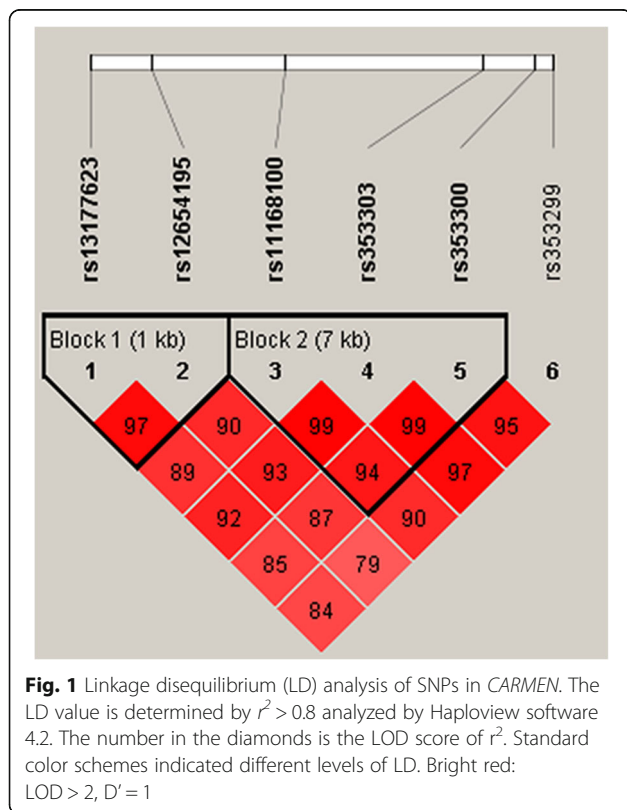 rs13177623
rs12654195
rs11168100
rs353303
rs353300
rs353299
Block 1 (1 kb) Block 2 (7 kb)
1 2 3 4 5 6
97 90 99 99 95
89 93 94 97
92 87 90
85 79
84
Fig. 1 Linkage disequilibrium (LD) analysis of SNPs in CARMEN. The
LD value is determined by r² > 0.8 analyzed by Haploview software
4.2. The number in the diamonds is the LOD score of r². Standard
color schemes indicated different levels of LD. Bright red:
LOD > 2, D’ = 1